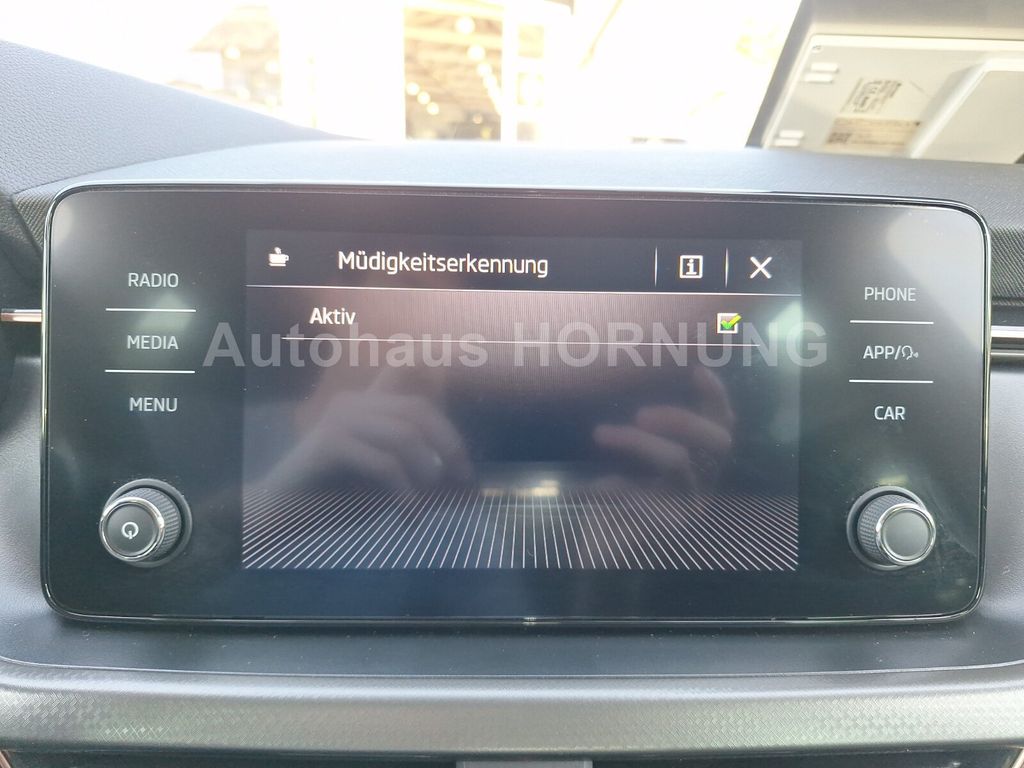 Müdigkeitserkennung
RADIO
PHONE
Aktiv
Autohaus HORNUNG
MEDIA
APP/
MENU
CAR